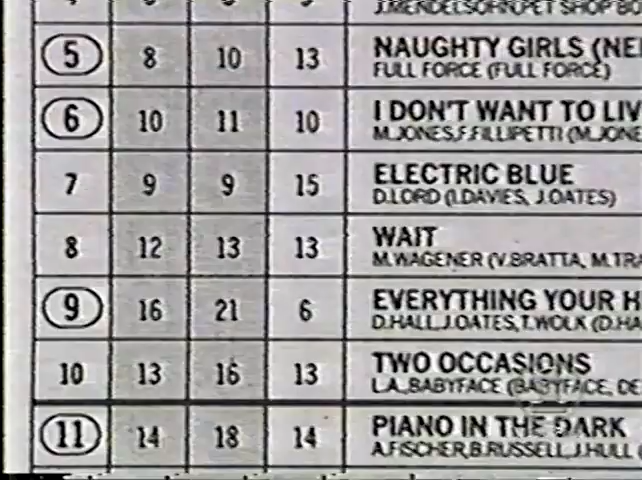 J.MENDELSOHN,PET SHOP BO
5 8 10 13 NAUGHTY GIRLS (NE
FULL FORCE (FULL FORCE)
6 10 11 10 I DON'T WANT TO LIV
M.JONES,F.FILLIPETTI (M.JONE
7 9 9 15 ELECTRIC BLUE
D.LORD (I.DAVIES, J.OATES)
8 12 13 13 WAIT
M.WAGENER (V.BRATTA, M.TRA
9 16 21 6 EVERYTHING YOUR H
D.HALL,J.OATES,T.WOLK (D.HA
10 13 16 13 TWO OCCASIONS
L.A.,BABYFACE (BABYFACE, DE
11 14 18 14 PIANO IN THE DARK
A.FISCHER,B.RUSSELL,J.HULL (